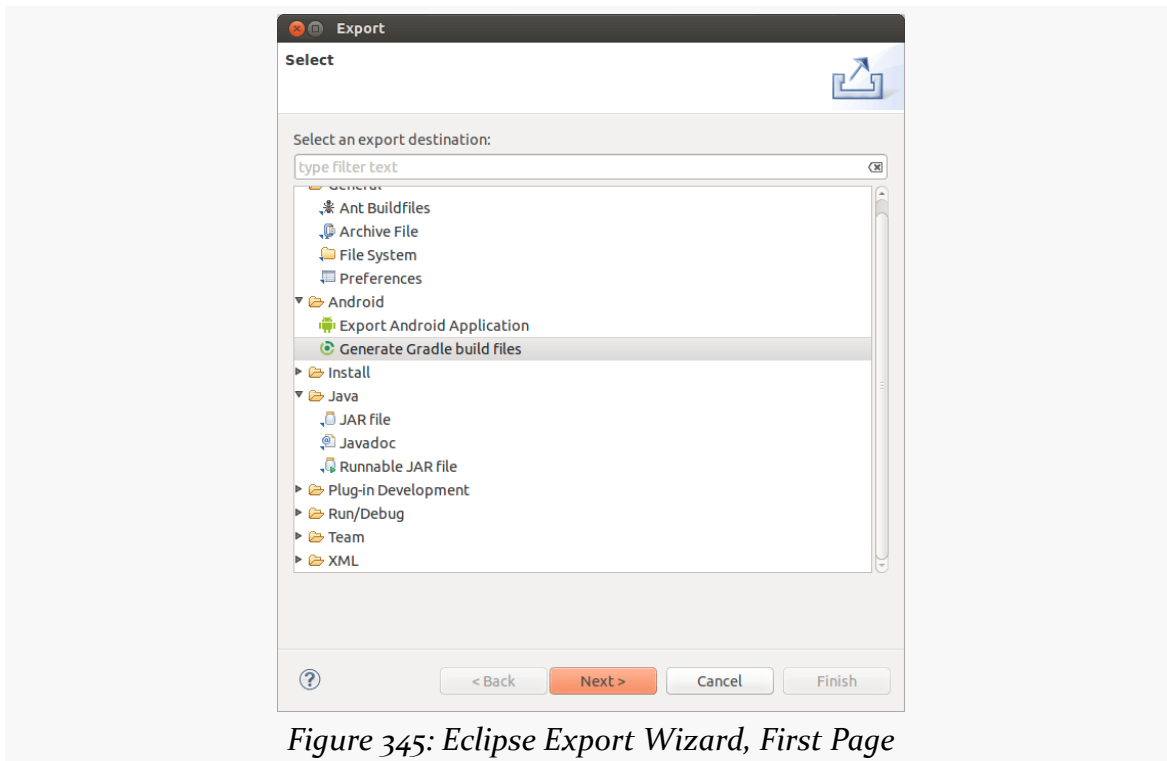 Export
Select
Select an export destination:
type filter text
General
Ant Buildfiles
Archive File
File System
Preferences
Android
Export Android Application
Generate Gradle build files
Install
Java
JAR file
Javadoc
Runnable JAR file
Plug-in Development
Run/Debug
Team
XML
< Back Next > Cancel Finish
Figure 345: Eclipse Export Wizard, First Page